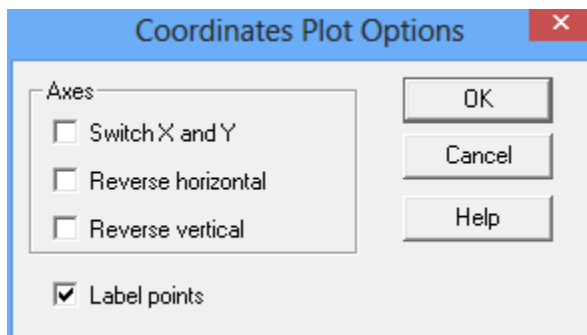 Coordinates Plot Options
Axes
Switch X and Y
Reverse horizontal
Reverse vertical
Label points
OK
Cancel
Help